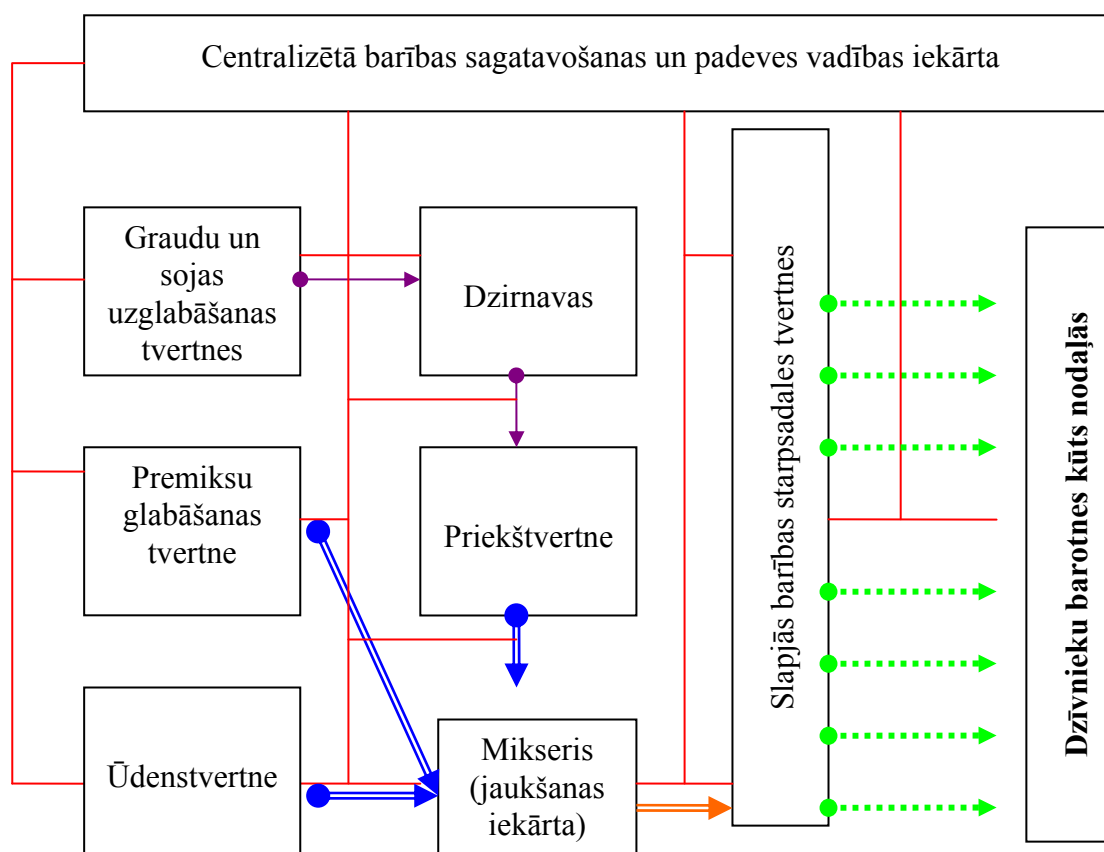 Centralizētā barības sagatavošanas un padeves vadības iekārta
Graudu un
sojas
uzglabāšanas
tvertnes
Dzirnavas
Premiksu
glabāšanas
tvertne
Priekštvertne
Ūdenstvertne
Mikseris
(jaukšanas
iekārta)
Slapjās barības starpsadales tvertnes
Dzīvnieku barotnes kūts nodaļās